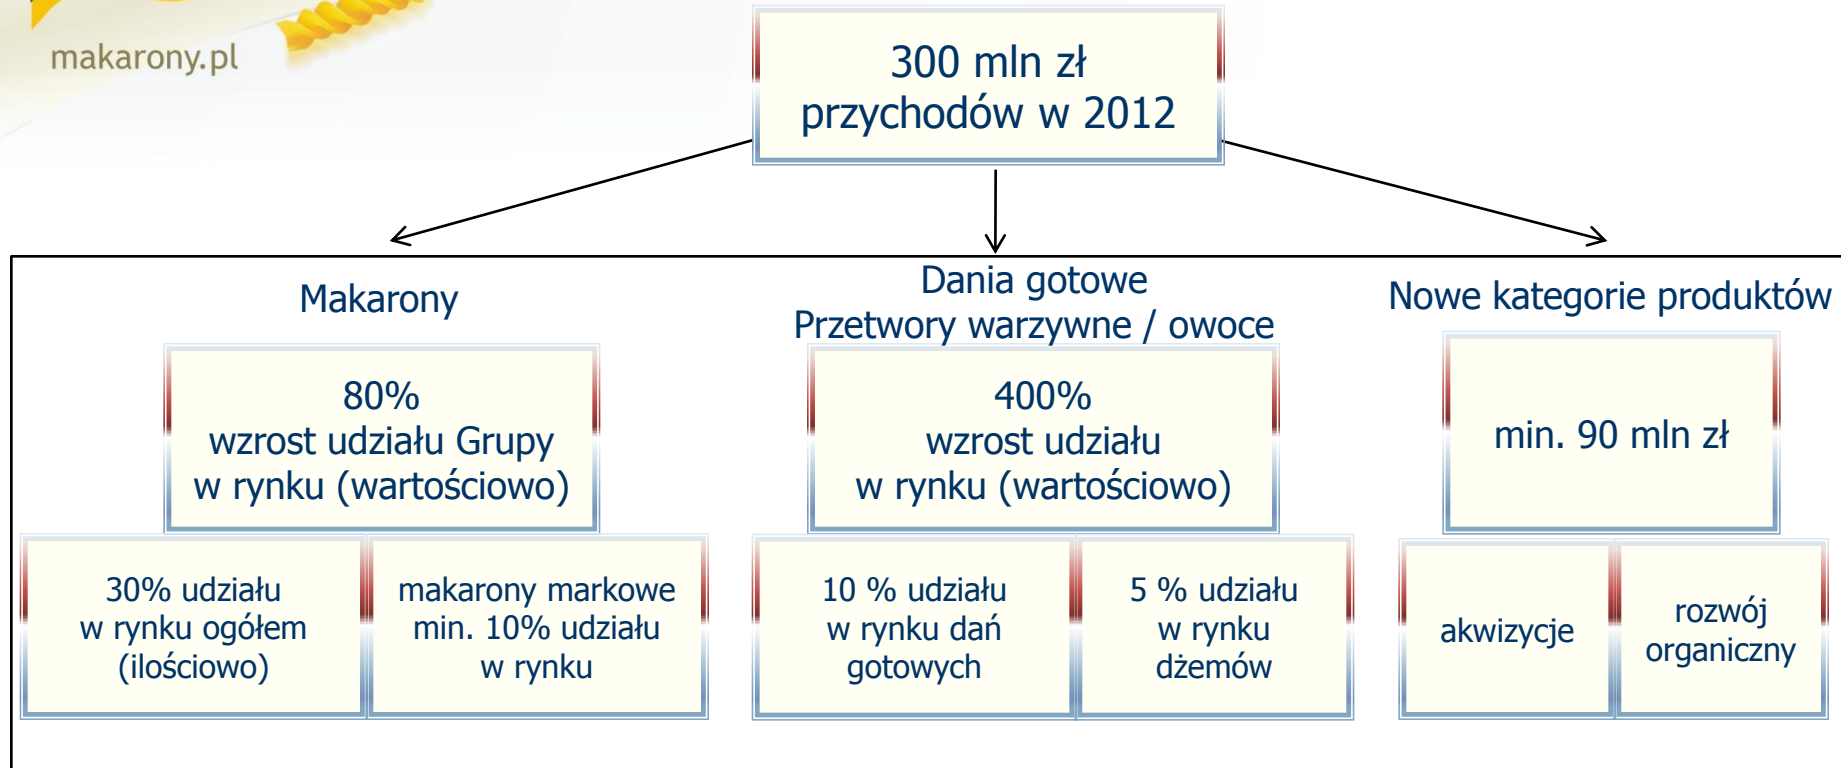 makarony.pl
300 mln zł
przychodów w 2012
Makarony
80%
wzrost udziału Grupy
w rynku (wartościowo)
30% udziału
w rynku ogółem
(ilościowo)
makarony markowe
min. 10% udziału
w rynku
Dania gotowe
Przetwory warzywne / owoce
400%
wzrost udziału
w rynku (wartościowo)
10 % udziału
w rynku dań
gotowych
5 % udziału
w rynku
dżemów
Nowe kategorie produktów
min. 90 mln zł
akwizycje
rozwój
organiczny